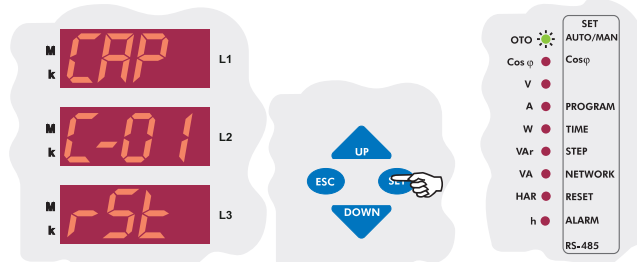 M
k
CAP
L1
M
k
C-01
L2
M
k
rSt
L3
UP
ESC
SET
DOWN
SET
OTO AUTO/MAN
Cos φ Cosφ
V
A PROGRAM
W TIME
VAr STEP
VA NETWORK
HAR RESET
h ALARM
RS-485